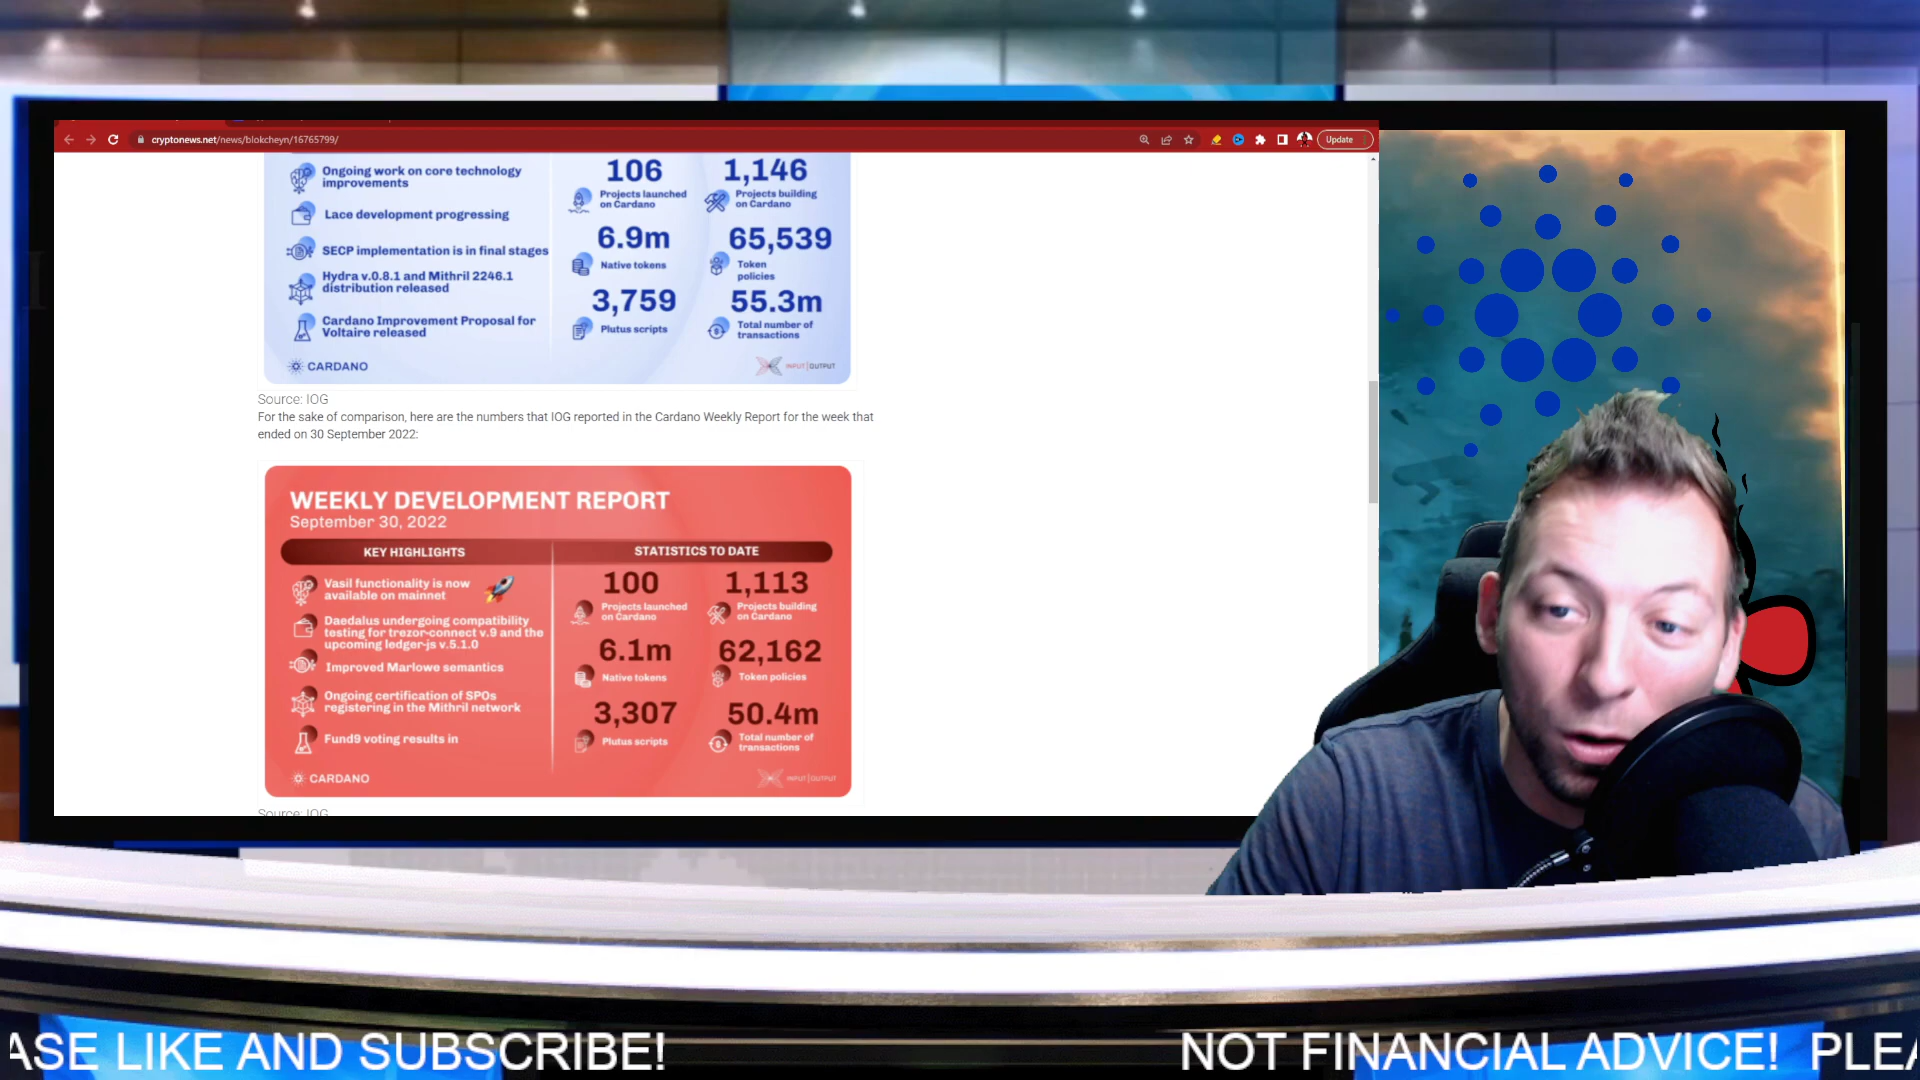 cryptonews.net/news/blokcheyn/16765799/
Update
Ongoing work on core technology
improvements
Lace development progressing
SECP implementation is in final stages
Hydra v.0.8.1 and Mithril 2246.1
distribution released
Cardano Improvement Proposal for
Voltaire released
106
Projects launched
on Cardano
1,146
Projects building
on Cardano
6.9m
Native tokens
65,539
Token
policies
3,759
Plutus scripts
55.3m
Total number of
transactions
CARDANO
INPUT|OUTPUT
Source: IOG
For the sake of comparison, here are the numbers that IOG reported in the Cardano Weekly Report for the week that
ended on 30 September 2022:
WEEKLY DEVELOPMENT REPORT
September 30, 2022
KEY HIGHLIGHTS
STATISTICS TO DATE
Vasil functionality is now
available on mainnet
Daedalus undergoing compatibility
testing for trezor-connect v.9 and the
upcoming ledger-js v.5.1.0
Improved Marlowe semantics
Ongoing certification of SPOs
registering in the Mithril network
Fund9 voting results in
100
Projects launched
on Cardano
1,113
Projects building
on Cardano
6.1m
Native tokens
62,162
Token policies
3,307
Plutus scripts
50.4m
Total number of
transactions
CARDANO
INPUT|OUTPUT
Source: IOG
ASE LIKE AND SUBSCRIBE! NOT FINANCIAL ADVICE! PLEA